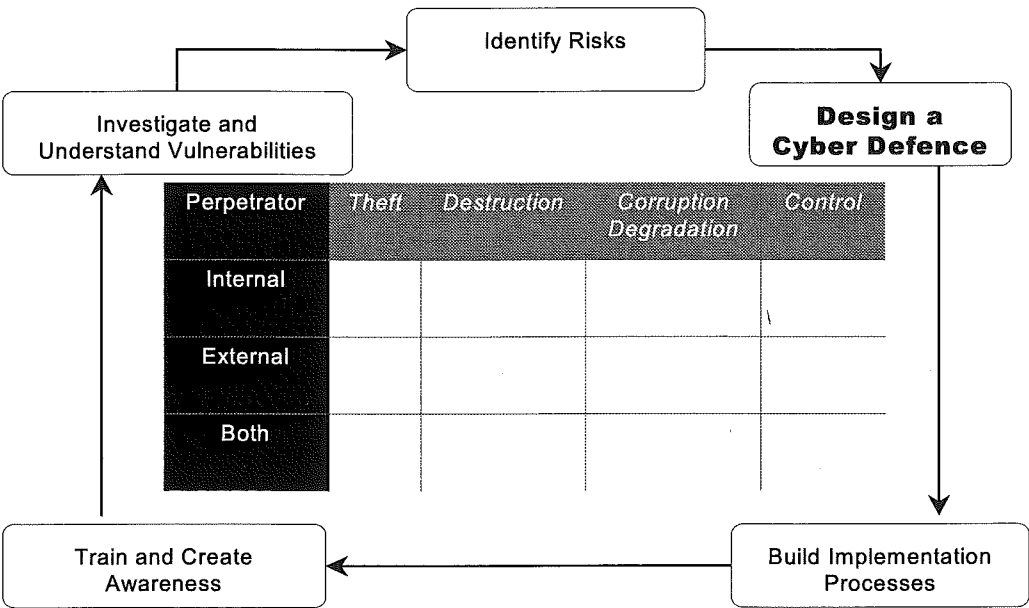 Identify Risks
Design a
Cyber Defence
Investigate and
Understand Vulnerabilities
Perpetrator Theft Destruction Corruption Control
Degradation
Internal
External
Both
Train and Create
Awareness
Build Implementation
Processes